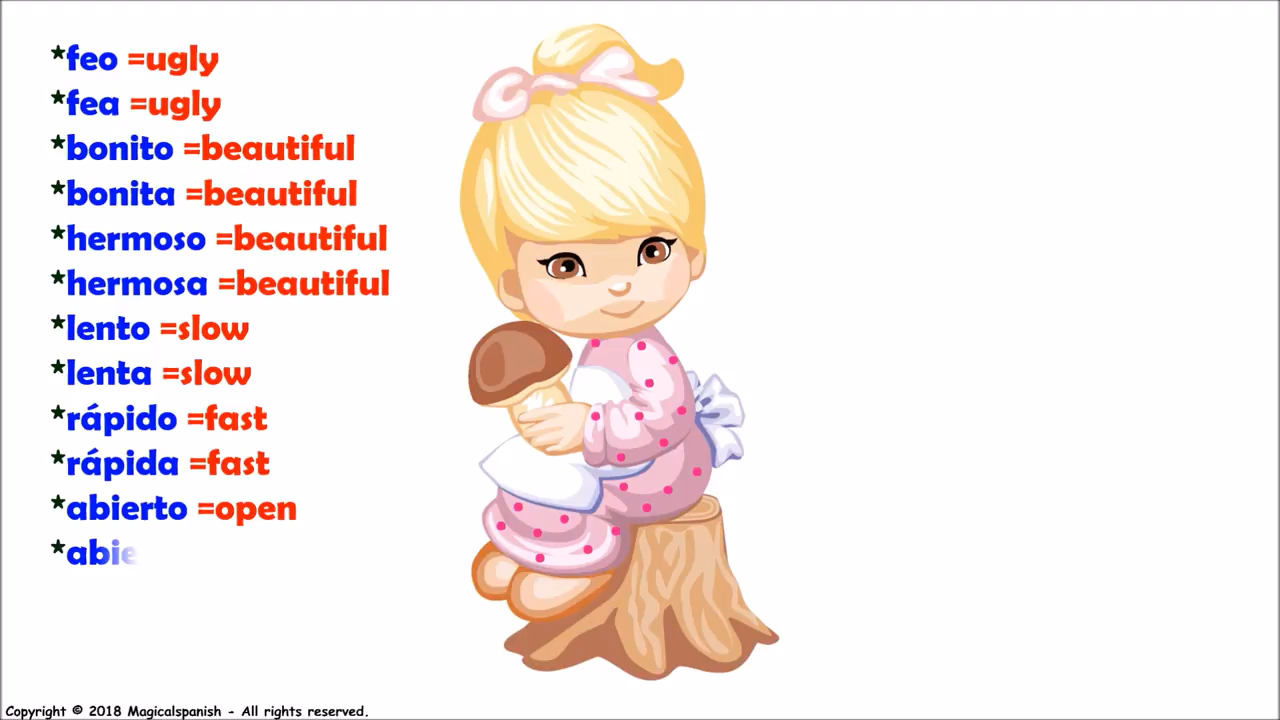 *feo =ugly
*fea =ugly
*bonito =beautiful
*bonita =beautiful
*hermoso =beautiful
*hermosa =beautiful
*lento =slow
*lenta =slow
*rápido =fast
*rápida =fast
*abierto =open
*abie
Copyright © 2018 Magicalspanish - All rights reserved.